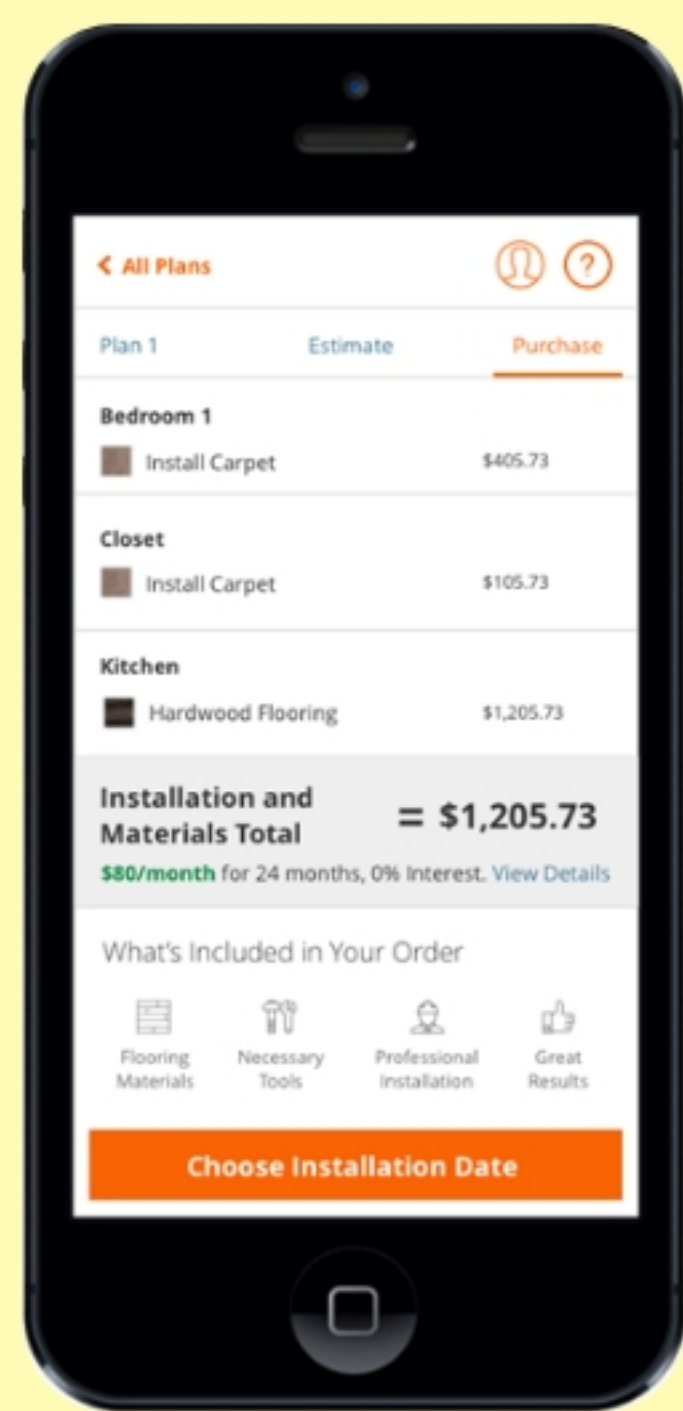 All Plans
?
Plan 1 Estimate Purchase
Bedroom 1
Install Carpet $405.73
Closet
Install Carpet $105.73
Kitchen
Hardwood Flooring $1,205.73
Installation and
Materials Total = $1,205.73
$80/month for 24 months, 0% Interest. View Details
What's Included in Your Order
Flooring Necessary Professional Great
Materials Tools Installation Results
Choose Installation Date